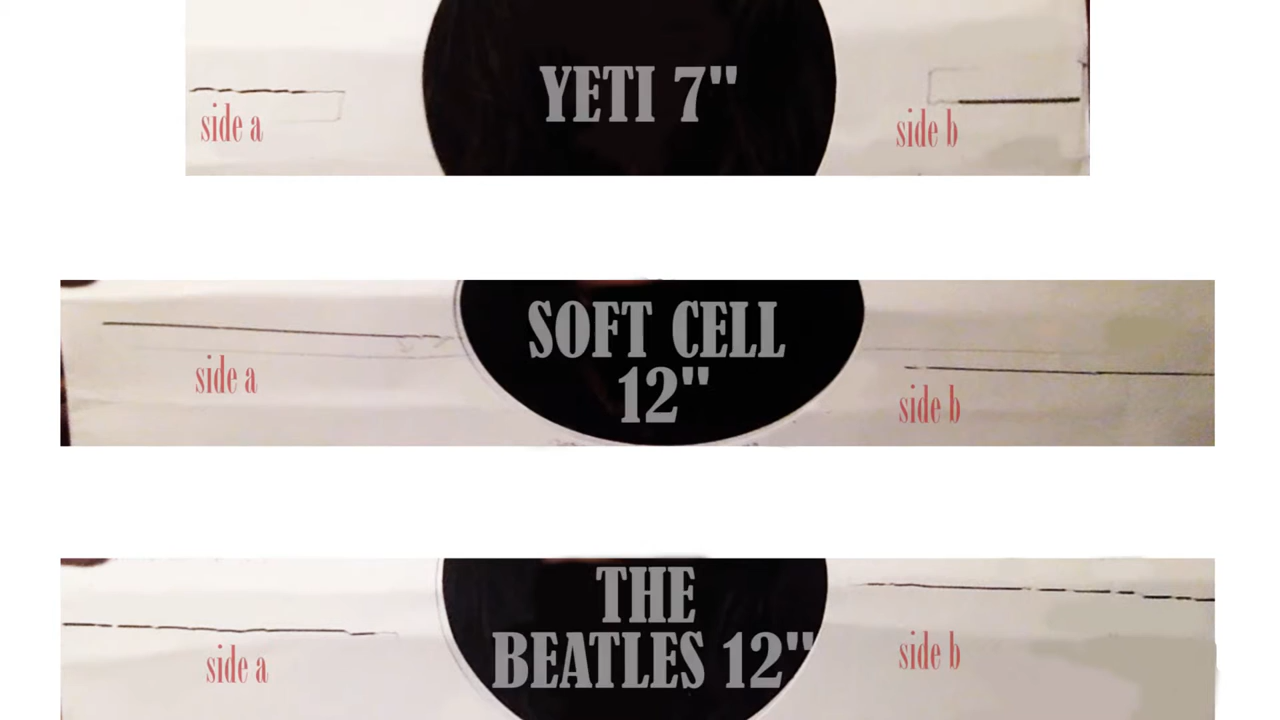 YETI 7"
side a
side b
SOFT CELL
12"
side a
side b
THE
BEATLES 12"
side a
side b